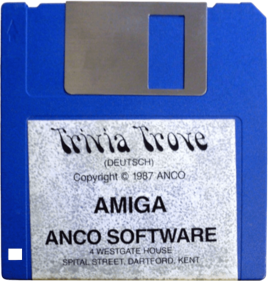 Trivia Trove
(DEUTSCH)
Copyright © 1987 ANCO
AMIGA
ANCO SOFTWARE
4 WESTGATE HOUSE
SPITAL STREET, DARTFORD, KENT